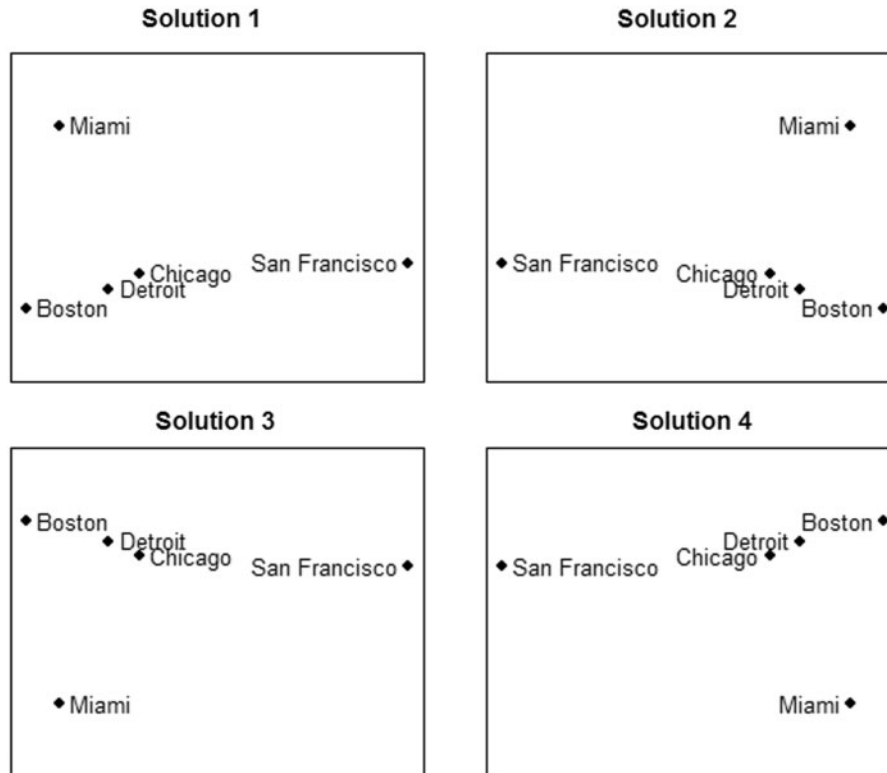 Solution 1
Miami
San Francisco
Chicago
Detroit
Boston
Solution 2
Miami
San Francisco
Chicago
Detroit
Boston
Solution 3
Boston
Detroit
Chicago
San Francisco
Miami
Solution 4
Boston
Detroit
Chicago
San Francisco
Miami